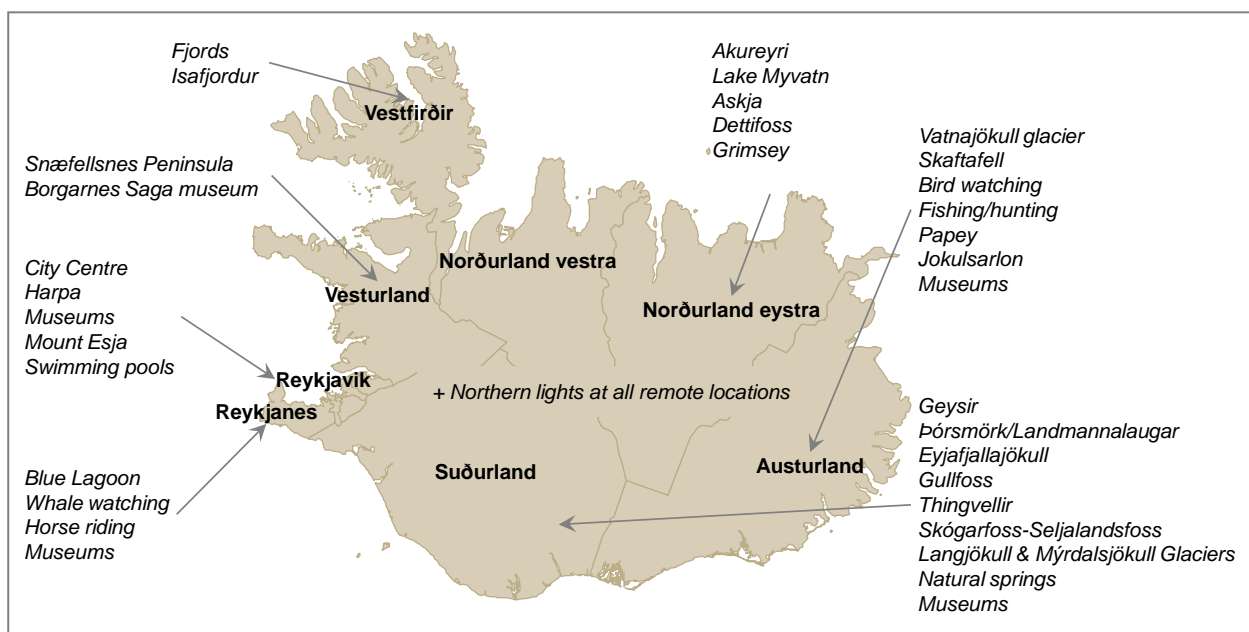 Fjords
Isafjordur
Vestfirðir
Akureyri
Lake Myvatn
Askja
Dettifoss
Grimsey
Vatnajökull glacier
Skaftafell
Bird watching
Fishing/hunting
Papey
Jokulsarlon
Museums
Snæfellsnes Peninsula
Borgarnes Saga museum
Norðurland vestra
City Centre
Harpa
Museums
Mount Esja
Swimming pools
Vesturland
Norðurland eystra
Reykjavik
+ Northern lights at all remote locations
Reykjanes
Geysir
Þórsmörk/Landmannalaugar
Eyjafjallajökull
Gullfoss
Thingvellir
Skógarfoss-Seljalandsfoss
Langjökull & Mýrdalsjökull Glaciers
Natural springs
Museums
Suðurland
Austurland
Blue Lagoon
Whale watching
Horse riding
Museums